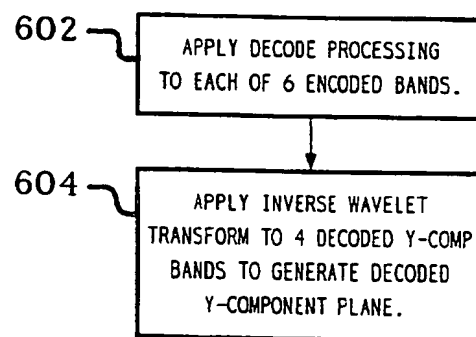 602
APPLY DECODE PROCESSING
TO EACH OF 6 ENCODED BANDS.
604
APPLY INVERSE WAVELET
TRANSFORM TO 4 DECODED Y-COMP
BANDS TO GENERATE DECODED
Y-COMPONENT PLANE.